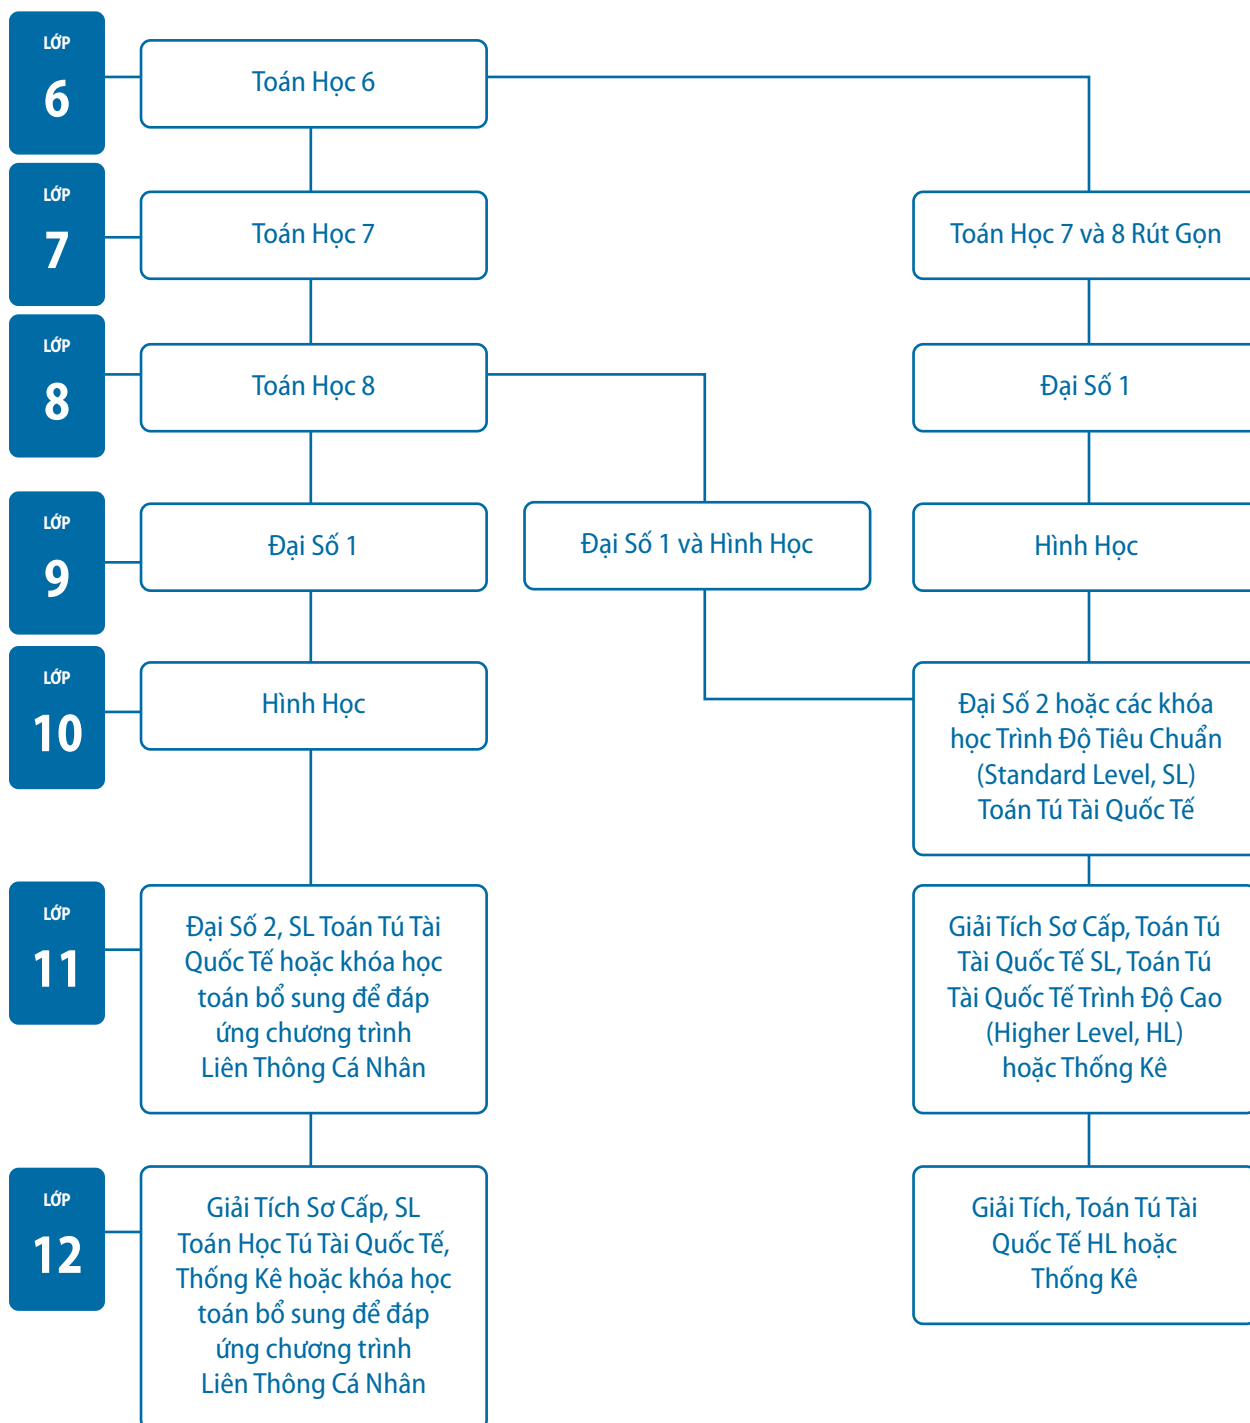 LỚP
6
Toán Học 6
LỚP
7
Toán Học 7
Toán Học 7 và 8 Rút Gọn
LỚP
8
Toán Học 8
Đại Số 1
LỚP
9
Đại Số 1
Đại Số 1 và Hình Học
Hình Học
LỚP
10
Hình Học
Đại Số 2 hoặc các khóa
học Trình Độ Tiêu Chuẩn
(Standard Level, SL)
Toán Tú Tài Quốc Tế
LỚP
11
Đại Số 2, SL Toán Tú Tài
Quốc Tế hoặc khóa học
toán bổ sung để đáp
ứng chương trình
Liên Thông Cá Nhân
Giải Tích Sơ Cấp, Toán Tú
Tài Quốc Tế SL, Toán Tú
Tài Quốc Tế Trình Độ Cao
(Higher Level, HL)
hoặc Thống Kê
LỚP
12
Giải Tích Sơ Cấp, SL
Toán Học Tú Tài Quốc Tế,
Thống Kê hoặc khóa học
toán bổ sung để đáp
ứng chương trình
Liên Thông Cá Nhân
Giải Tích, Toán Tú Tài
Quốc Tế HL hoặc
Thống Kê